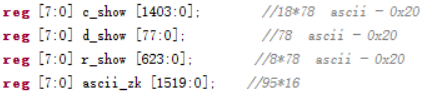 reg [7:0] c_show [1403:0]; //18*78 ascii - 0x20
reg [7:0] d_show [77:0]; //78 ascii - 0x20
reg [7:0] r_show [623:0]; //8*78 ascii - 0x20
reg [7:0] ascii_zk [1519:0]; //95*16